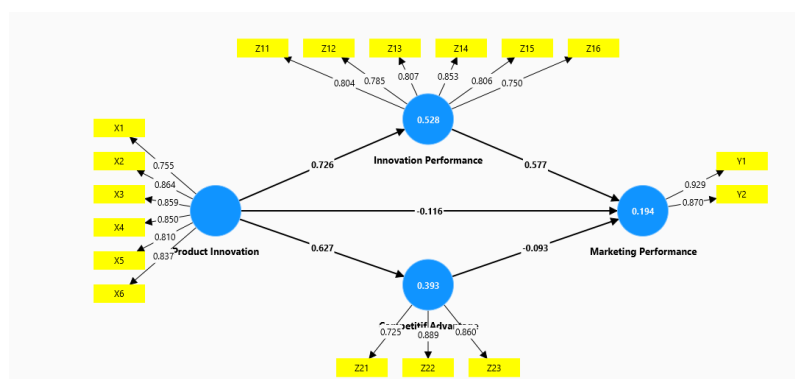 Z11 Z12 Z13 Z14 Z15 Z16
0.804 0.785 0.807 0.853 0.806 0.750
0.528
Innovation Performance
X1
X2
X3
X4
X5
X6
0.755
0.864
0.859
0.850
0.810
0.837
Product Innovation
0.726
0.577
-0.116
0.627
-0.093
Y1
Y2
0.929
0.870
0.194
Marketing Performance
0.393
0.725 0.889 0.860
Z21 Z22 Z23